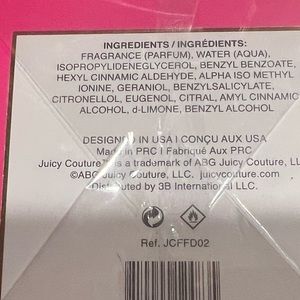 INGREDIENTS / INGRÉDIENTS:
FRAGRANCE (PARFUM), WATER (AQUA),
ISOPROPYLIDENEGLYCEROL, BENZYL BENZOATE,
HEXYL CINNAMIC ALDEHYDE, ALPHA ISO METHYL
IONINE, GERANIOL, BENZYLSALICYLATE,
CITRONELLOL, EUGENOL, CITRAL, AMYL CINNAMIC
ALCOHOL, d-LIMONE, BENZYL ALCOHOL
DESIGNED IN USA I CONÇU AUX USA
Made in PRC I Fabriqué Aux PRC
Juicy Couture is a trademark of ABG Juicy Couture, LLC.
©ABG Juicy Couture, LLC. juicycouture.com
Distributed by 3B International LLC.
Ref. JCFFD02